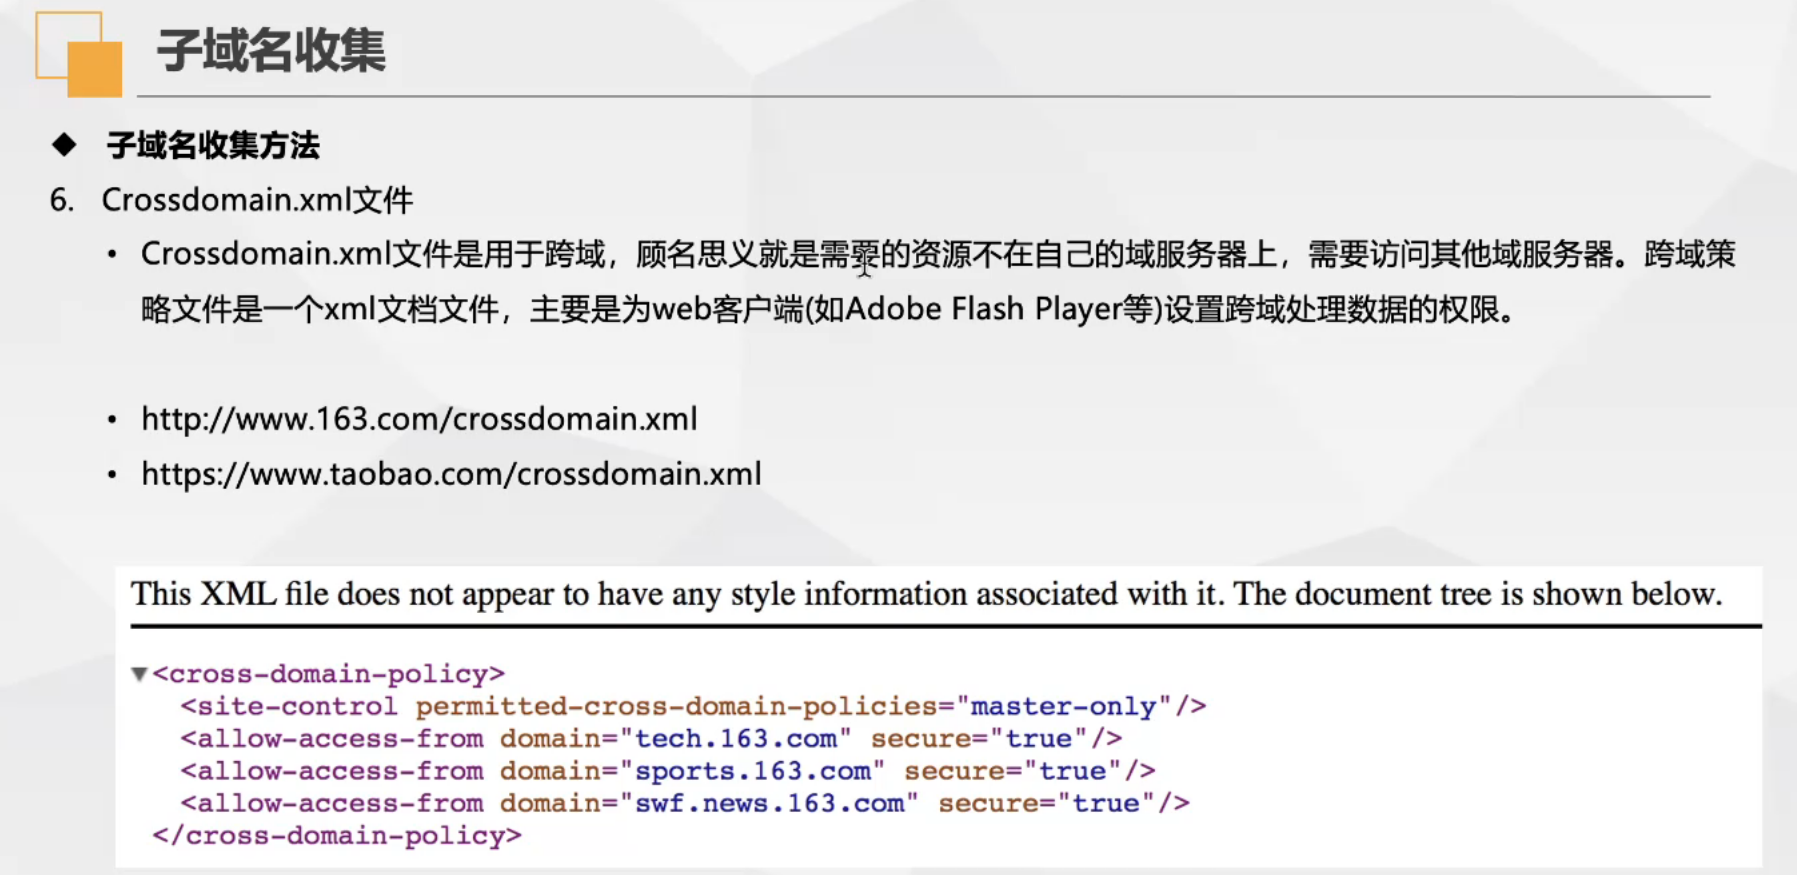 子域名收集
◆ 子域名收集方法
6. Crossdomain.xml文件
• Crossdomain.xml文件是用于跨域，顾名思义就是需要的资源不在自己的域服务器上，需要访问其他域服务器。跨域策
略文件是一个xml文档文件，主要是为web客户端(如Adobe Flash Player等)设置跨域处理数据的权限。
• http://www.163.com/crossdomain.xml
• https://www.taobao.com/crossdomain.xml
This XML file does not appear to have any style information associated with it. The document tree is shown below.
▼<cross-domain-policy>
<site-control permitted-cross-domain-policies="master-only"/>
<allow-access-from domain="tech.163.com" secure="true"/>
<allow-access-from domain="sports.163.com" secure="true"/>
<allow-access-from domain="swf.news.163.com" secure="true"/>
</cross-domain-policy>